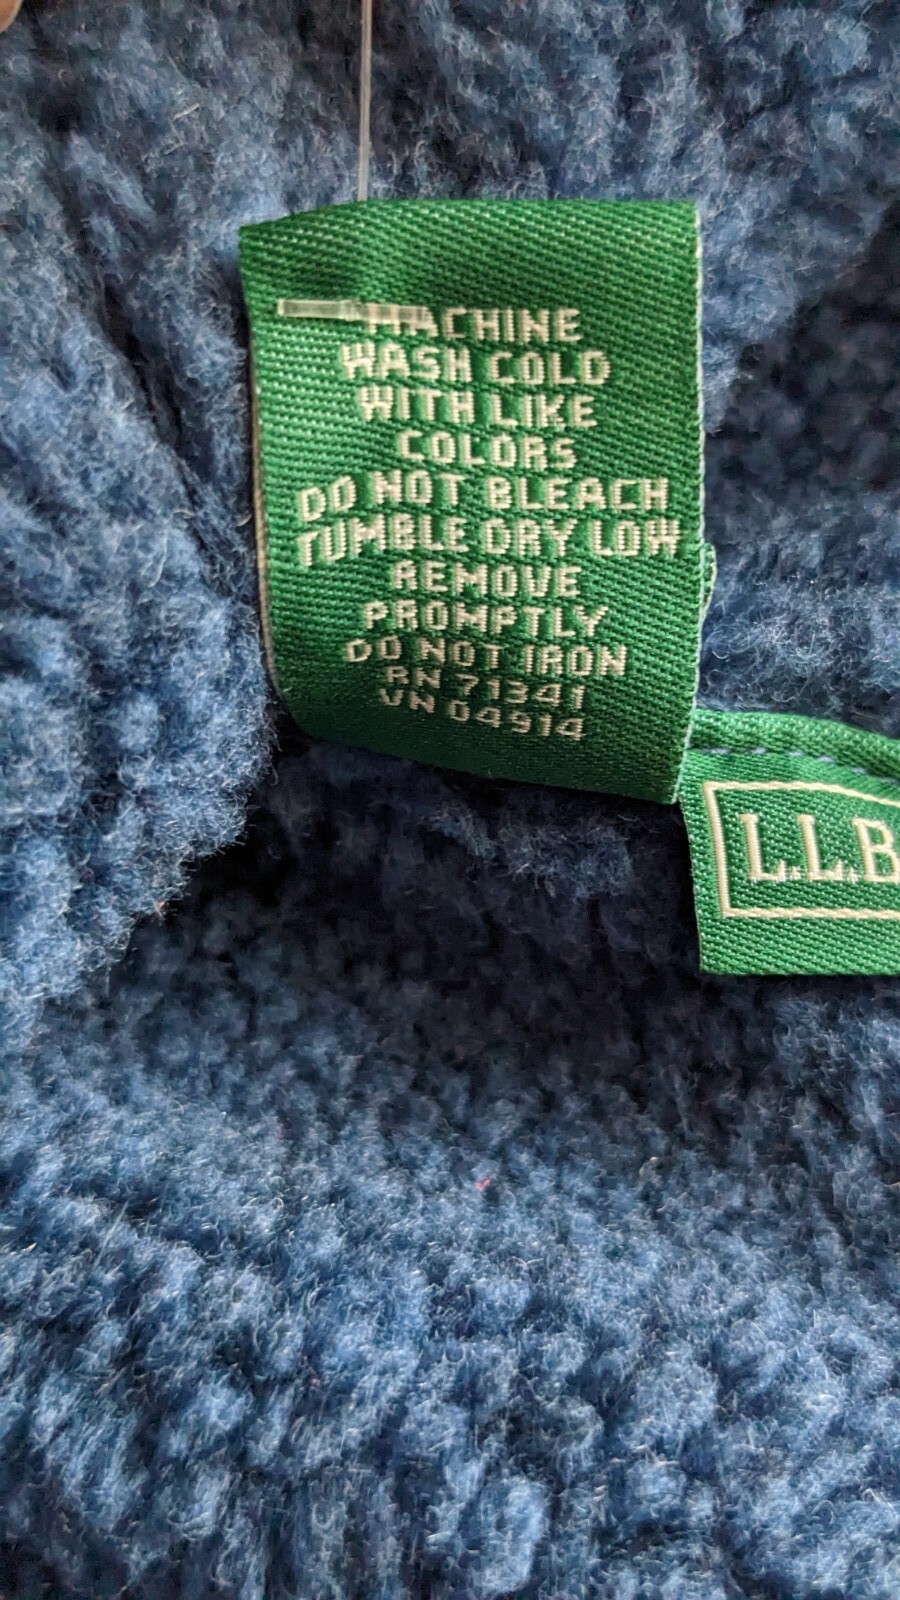 MACHINE
WASH COLD
WITH LIKE
COLORS
DO NOT BLEACH
TUMBLE DRY LOW
REMOVE
PROMPTLY
DO NOT IRON
RN 71341
VN 04914
L.L.B